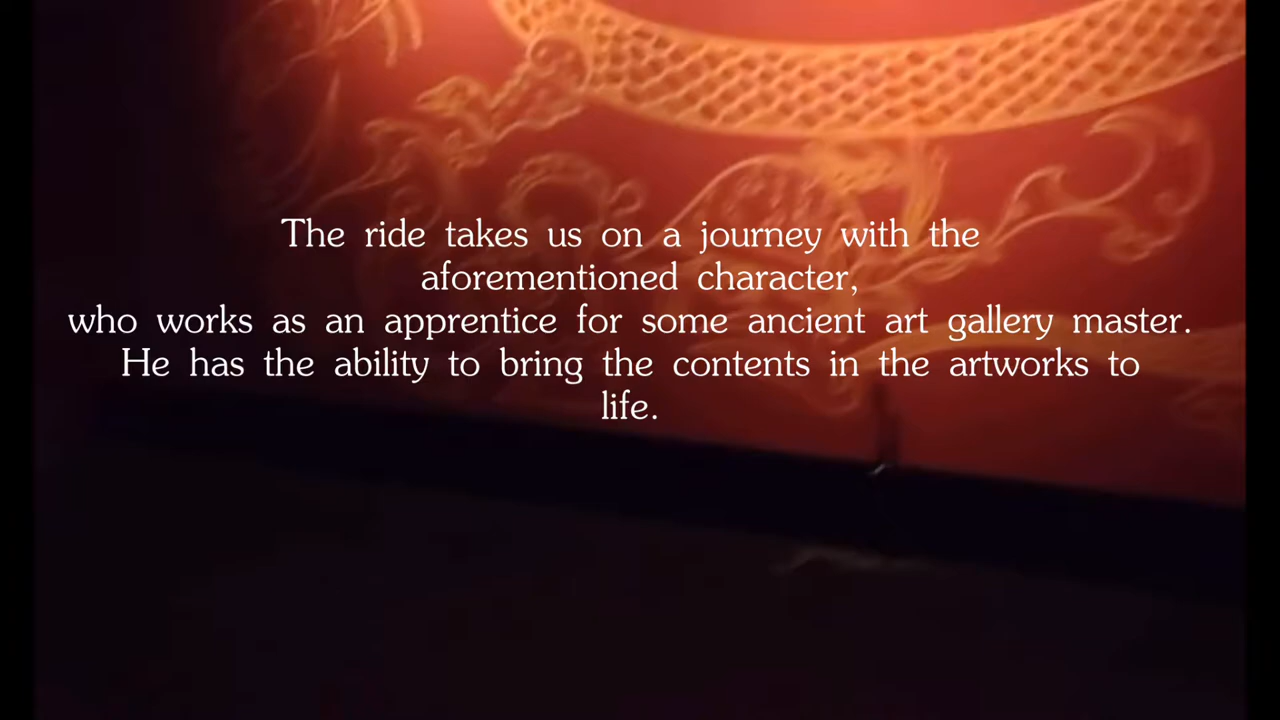 The ride takes us on a journey with the
aforementioned character,
who works as an apprentice for some ancient art gallery master.
He has the ability to bring the contents in the artworks to
life.